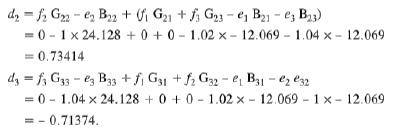 d₂ = f₂ G₂₂ − e₂ B₂₂ + (f₁ G₂₁ + f₃ G₂₃ − e₁ B₂₁ − e₃ B₂₃)
= 0 − 1 × 24.128 + 0 + 0 − 1.02 × − 12.069 − 1.04 × − 12.069
= 0.73414
d₃ = f₃ G₃₃ − e₃ B₃₃ + f₁ G₃₁ + f₂ G₃₂ − e₁ B₃₁ − e₂ e₃₂
= 0 − 1.04 × 24.128 + 0 + 0 − 1.02 × − 12.069 − 1 × − 12.069
= − 0.71374.